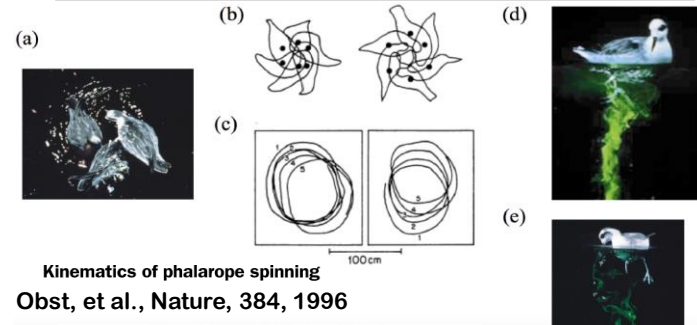 (a)
(b)
(c)
1 2 3 4 5
5 4 3 2 1
100cm
(d)
(e)
Kinematics of phalarope spinning
Obst, et al., Nature, 384, 1996